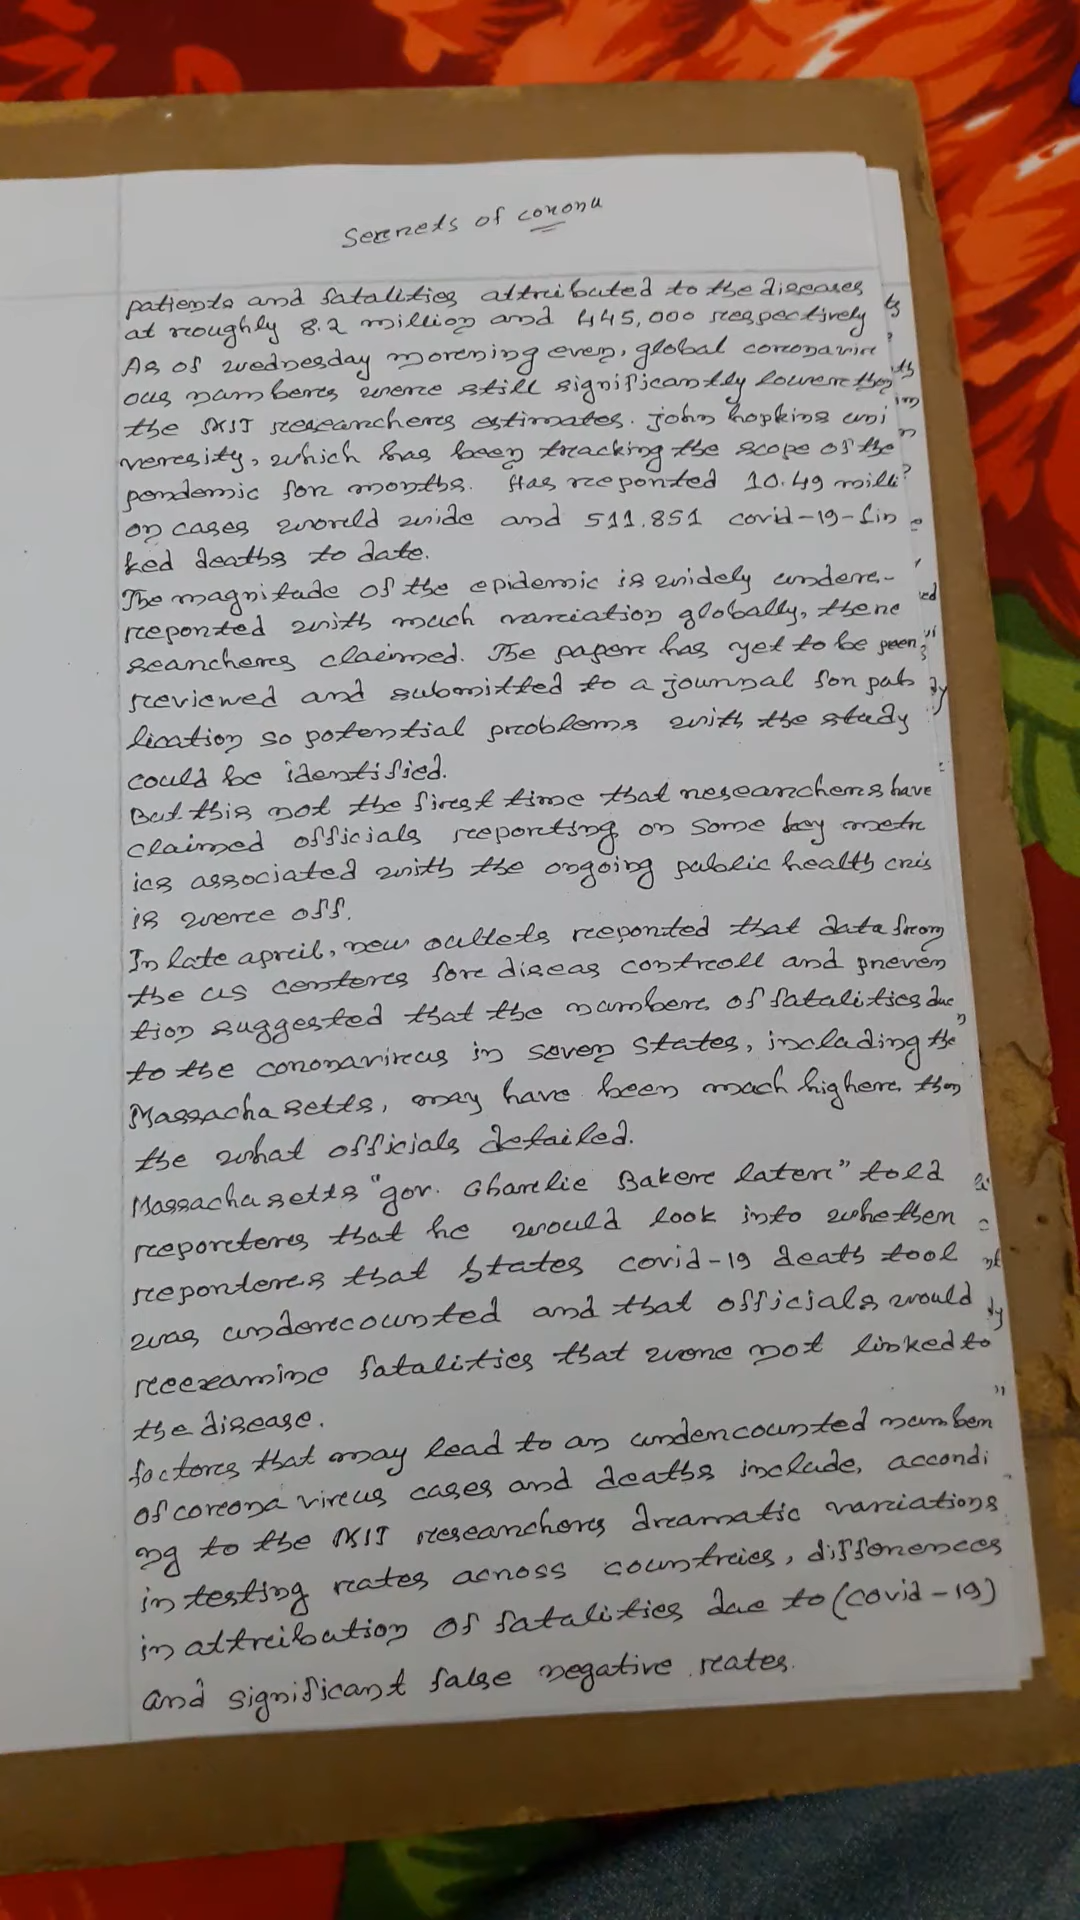 Secrets of corona
patients and fatalities attributed to the diseases
at roughly 8.2 million and 445,000 respectively
As of wednesday morening even, global coronavire
ous numbers were still significantly lower then
the MIT researchers estimates. john hopkins uni
veresity, which has been tracking the scope of the
pendemic for months. Has reported 10.49 milli
on cases world wide and 511.851 covid-19-lin
ked deaths to date.
The magnitude of the epidemic is widely undere-
reported with much variation globally, the re
searchers claimed. The paper has yet to be peer
reviewed and submitted to a journal for pub
lication so potential problems with the study
could be identified.
But this not the first time that researchers have
claimed officials reporting on some key metr
ics associated with the ongoing public health cris
is were off.
In late april, new outlets reported that data from
the us centers fore diseas controll and preven
tion suggested that the number of fatalities due
to the coronavirus in seven states, including the
Massachusetts, may have been much higher then
the what officials detailed.
Massachusetts "gov. Charlie Baker later" told
reporters that he would look into whether
reporters that states covid-19 death tool
was underecounted and that officials would
reexamine fatalities that were not linked to
the disease.
factors that may lead to an undercounted number
of corona virus cases and deaths include, accordi
ng to the MIT researchers dramatic variations
in testing rates across countries, differences
in attribution of fatalities due to (covid-19)
and significant false negative rates.